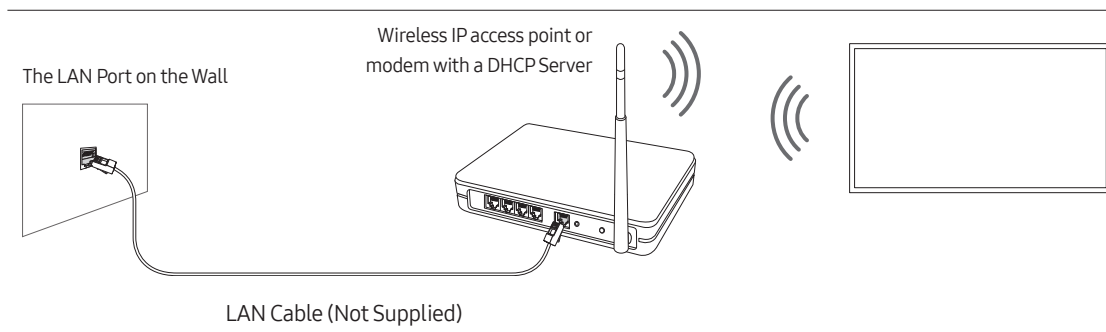 Wireless IP access point or
modem with a DHCP Server
The LAN Port on the Wall
LAN Cable (Not Supplied)